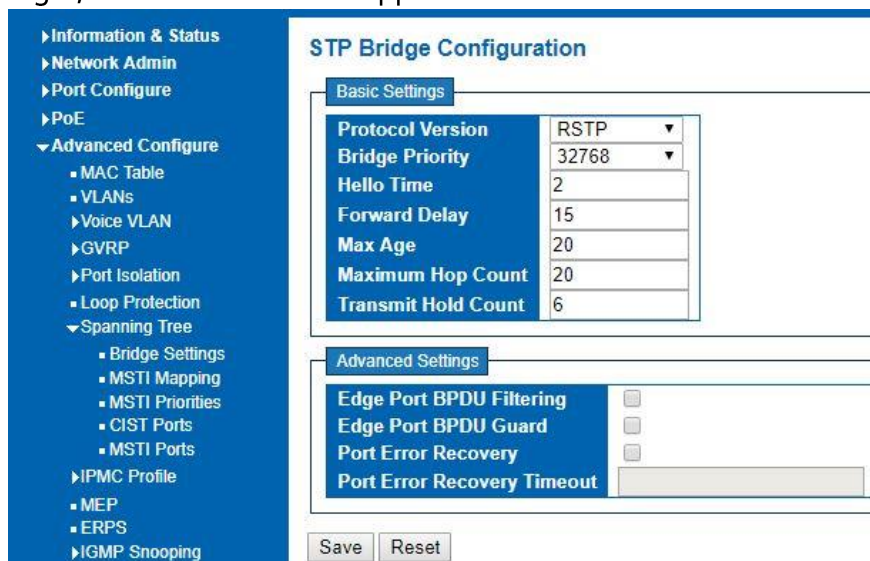 Information & Status
Network Admin
Port Configure
PoE
Advanced Configure
MAC Table
VLANs
Voice VLAN
GVRP
Port Isolation
Loop Protection
Spanning Tree
Bridge Settings
MSTI Mapping
MSTI Priorities
CIST Ports
MSTI Ports
IPMC Profile
MEP
ERPS
IGMP Snooping
STP Bridge Configuration
Basic Settings
Protocol Version RSTP
Bridge Priority 32768
Hello Time 2
Forward Delay 15
Max Age 20
Maximum Hop Count 20
Transmit Hold Count 6
Advanced Settings
Edge Port BPDU Filtering
Edge Port BPDU Guard
Port Error Recovery
Port Error Recovery Timeout
Save Reset